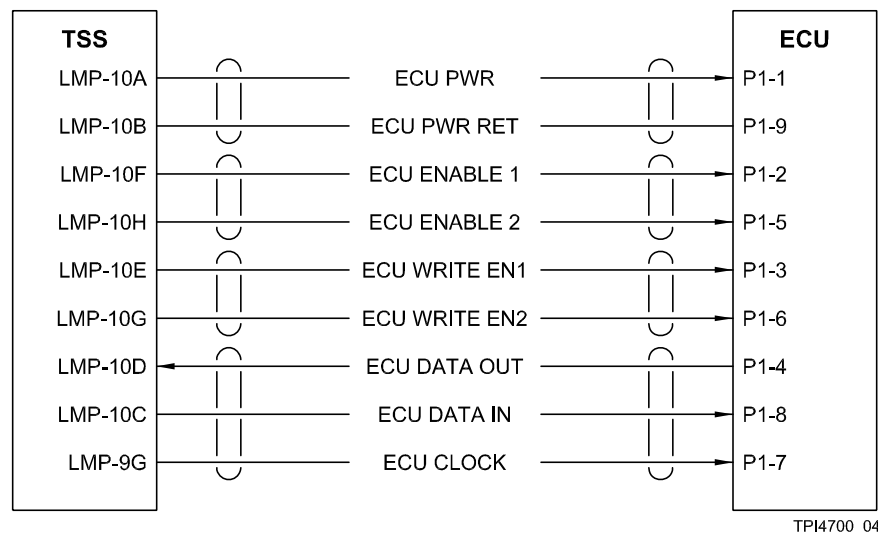 TSS ECU
LMP-10A ECU PWR P1-1
LMP-10B ECU PWR RET P1-9
LMP-10F ECU ENABLE 1 P1-2
LMP-10H ECU ENABLE 2 P1-5
LMP-10E ECU WRITE EN1 P1-3
LMP-10G ECU WRITE EN2 P1-6
LMP-10D ECU DATA OUT P1-4
LMP-10C ECU DATA IN P1-8
LMP-9G ECU CLOCK P1-7
TPI4700_04